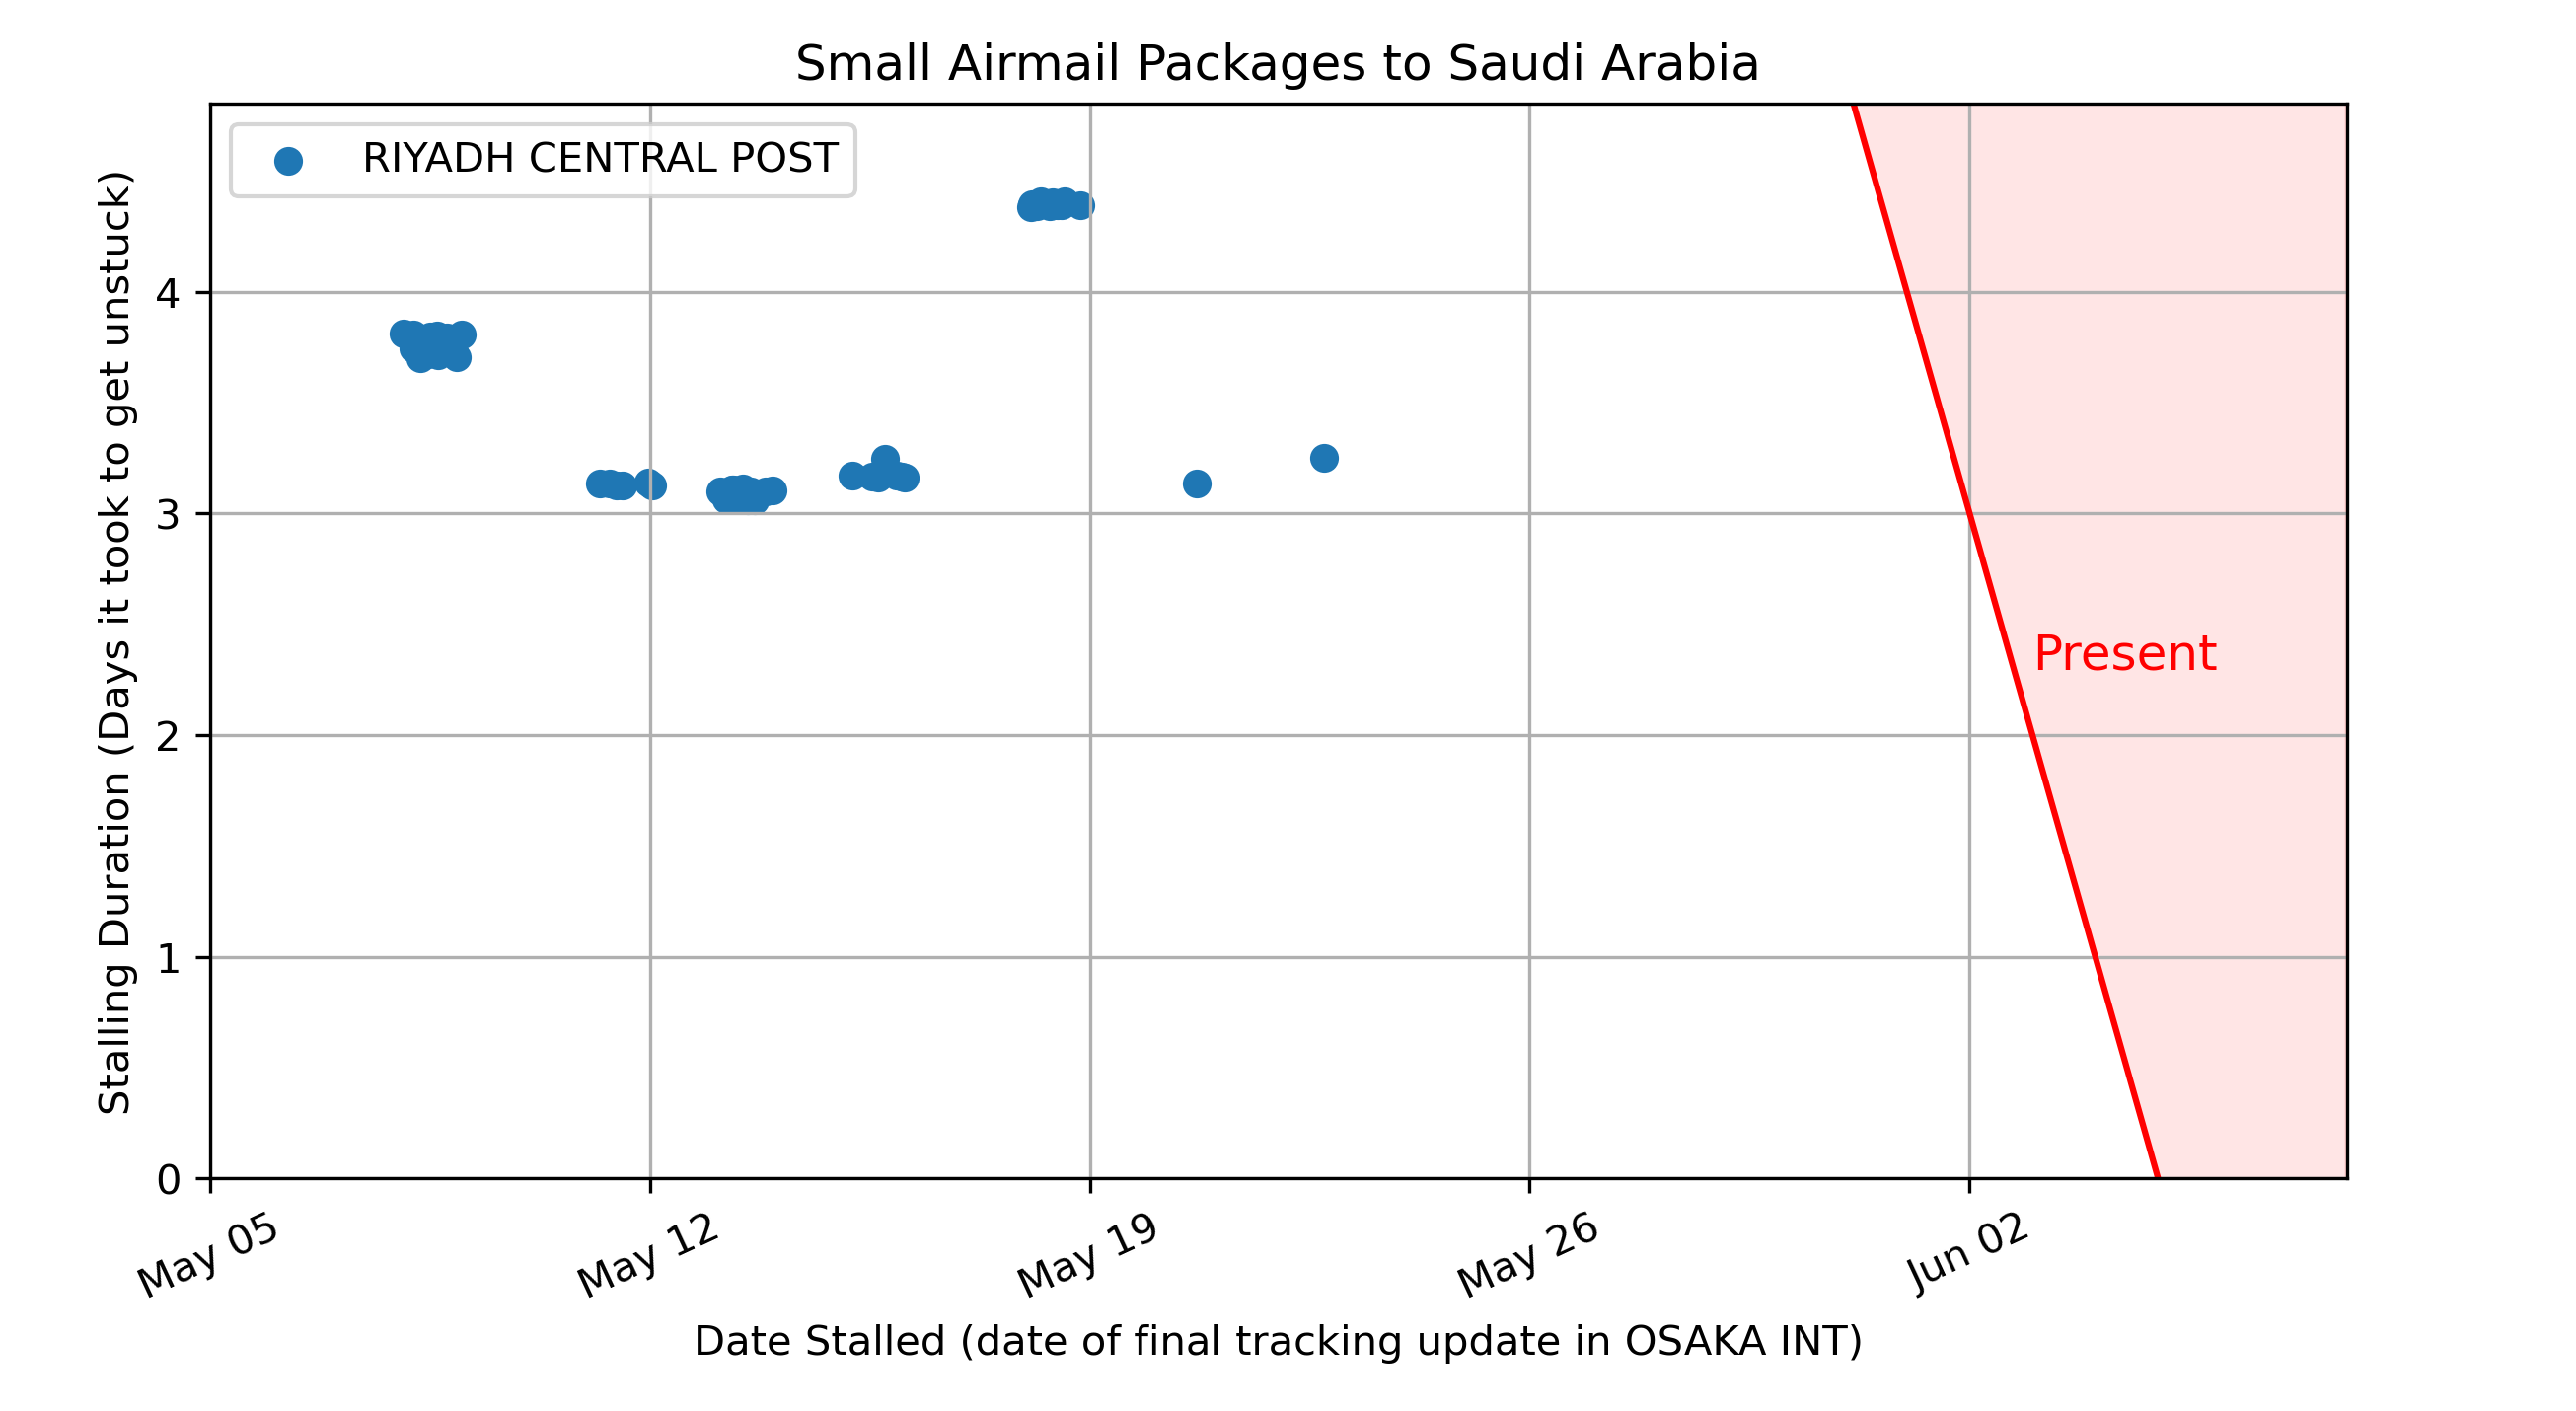 Small Airmail Packages to Saudi Arabia
RIYADH CENTRAL POST
Stalling Duration (Days it took to get unstuck)
4
3
2
1
0
Present
May 05
May 12
May 19
May 26
Jun 02
Date Stalled (date of final tracking update in OSAKA INT)